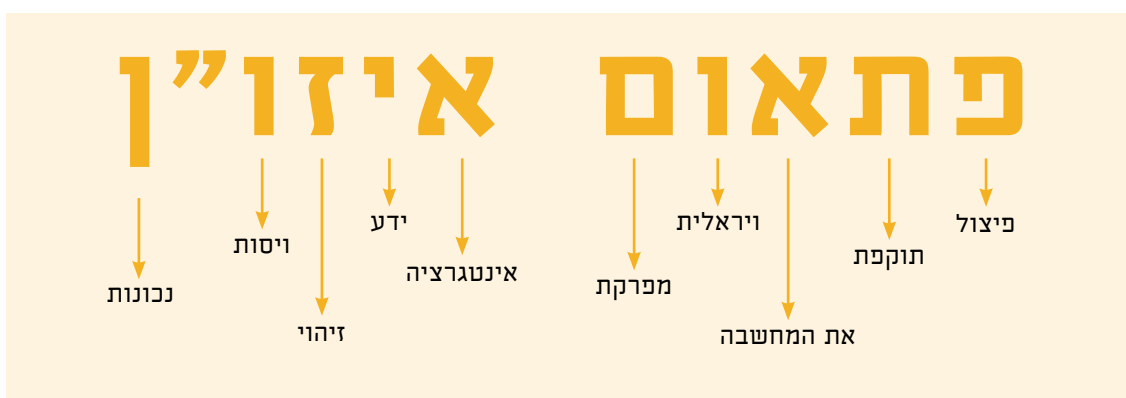 פתאום איזו״ן
פיצול
תוקפת
את המחשבה
ויראלית
מפרקת
אינטגרציה
ידע
זיהוי
ויסות
נכונות